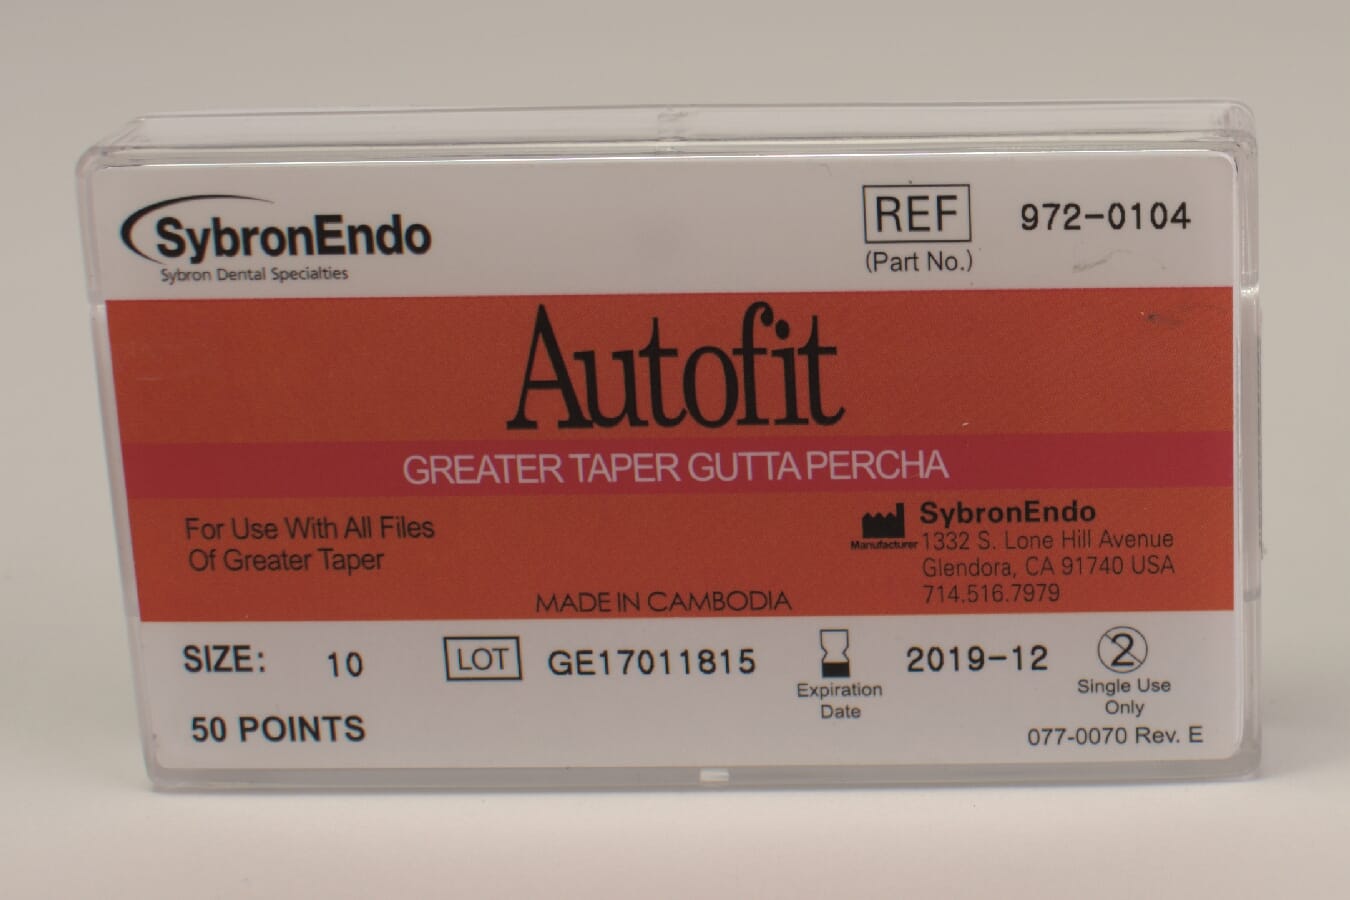 SybronEndo
Sybron Dental Specialties
REF 972-0104
(Part No.)
Autofit
GREATER TAPER GUTTA PERCHA
For Use With All Files
Of Greater Taper
SybronEndo
Manufacturer 1332 S. Lone Hill Avenue
Glendora, CA 91740 USA
714.516.7979
MADE IN CAMBODIA
SIZE: 10 LOT GE17011815
Expiration
Date
2019-12
2
Single Use
Only
50 POINTS
077-0070 Rev. E